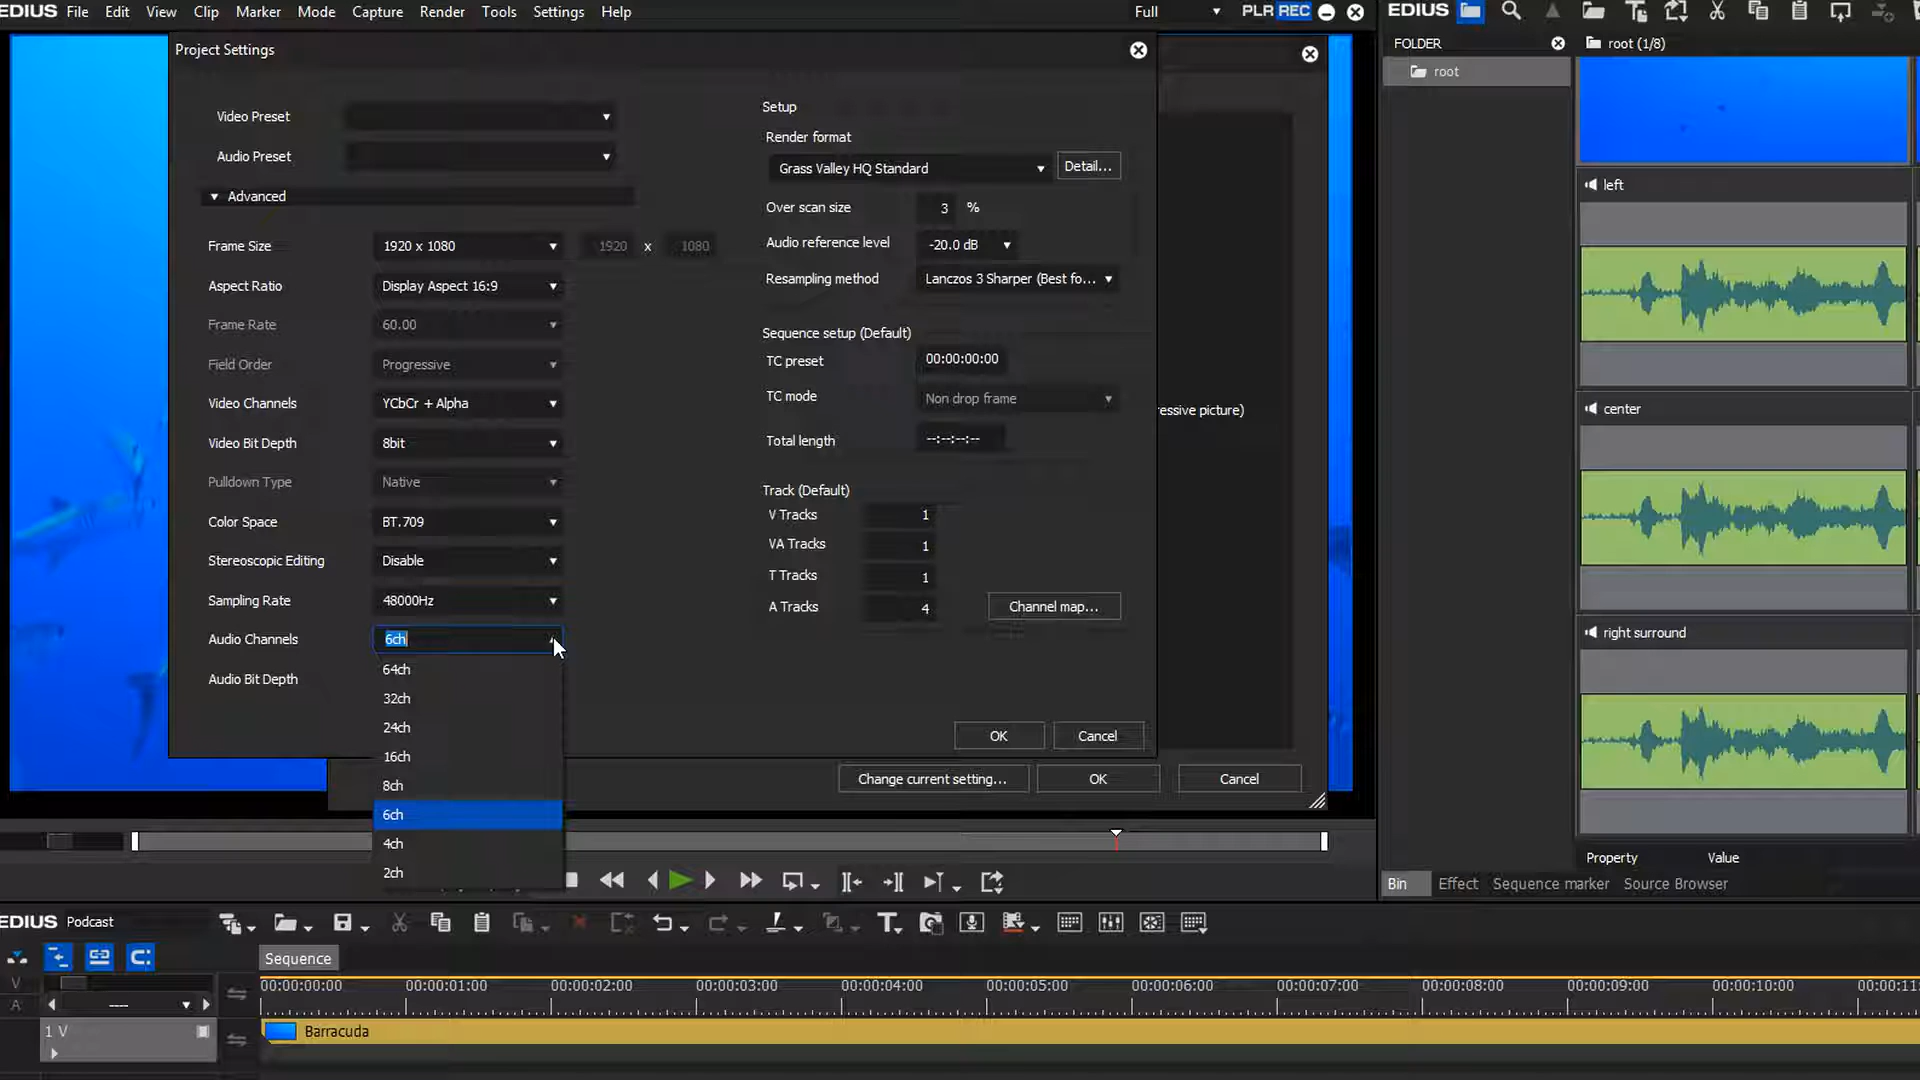 EDIUS File Edit View Clip Marker Mode Capture Render Tools Settings Help
Full PLR REC
Project Settings
Video Preset
Audio Preset
Advanced
Frame Size 1920 x 1080 1920 x 1080
Aspect Ratio Display Aspect 16:9
Frame Rate 60.00
Field Order Progressive
Video Channels YCbCr + Alpha
Video Bit Depth 8bit
Pulldown Type Native
Color Space BT.709
Stereoscopic Editing Disable
Sampling Rate 48000Hz
Audio Channels 6ch
Audio Bit Depth
64ch
32ch
24ch
16ch
8ch
6ch
4ch
2ch
Setup
Render format
Grass Valley HQ Standard Detail...
Over scan size 3 %
Audio reference level -20.0 dB
Resampling method Lanczos 3 Sharper (Best fo...
Sequence setup (Default)
TC preset 00:00:00:00
TC mode Non drop frame
Total length --:--:--:--
Track (Default)
V Tracks 1
VA Tracks 1
T Tracks 1
A Tracks 4 Channel map...
OK Cancel
ressive picture)
Change current setting... OK Cancel
EDIUS
FOLDER root (1/8)
root
left
center
right surround
Property Value
Bin Effect Sequence marker Source Browser
EDIUS Podcast
Sequence
V
A
----
00:00:00:00 00:00:01:00 00:00:02:00 00:00:03:00 00:00:04:00 00:00:05:00 00:00:06:00 00:00:07:00 00:00:08:00 00:00:09:00 00:00:10:00 00:00:11:
1 V
Barracuda